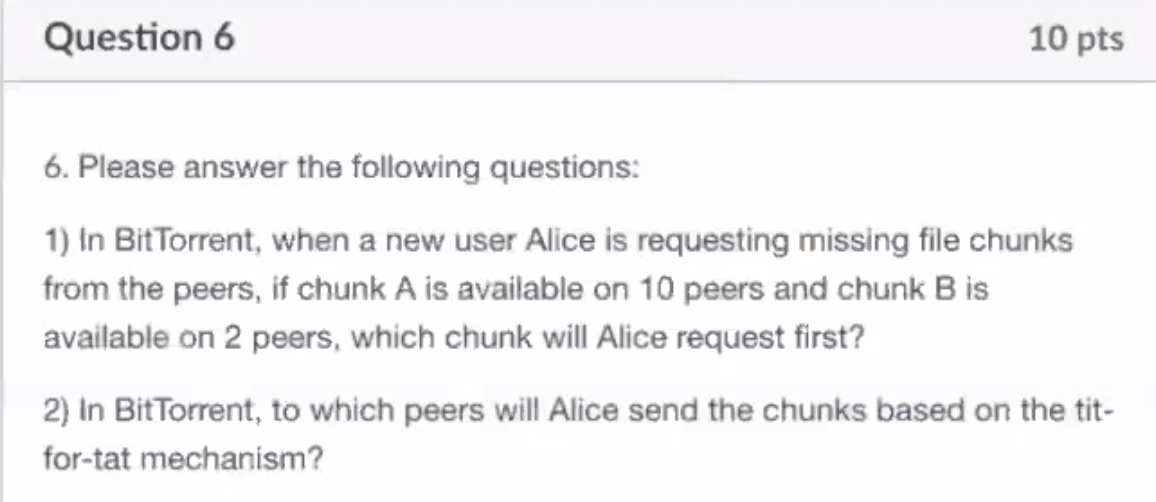 Question 6
10 pts
6. Please answer the following questions:
1) In BitTorrent, when a new user Alice is requesting missing file chunks
from the peers, if chunk A is available on 10 peers and chunk B is
available on 2 peers, which chunk will Alice request first?
2) In BitTorrent, to which peers will Alice send the chunks based on the tit-
for-tat mechanism?